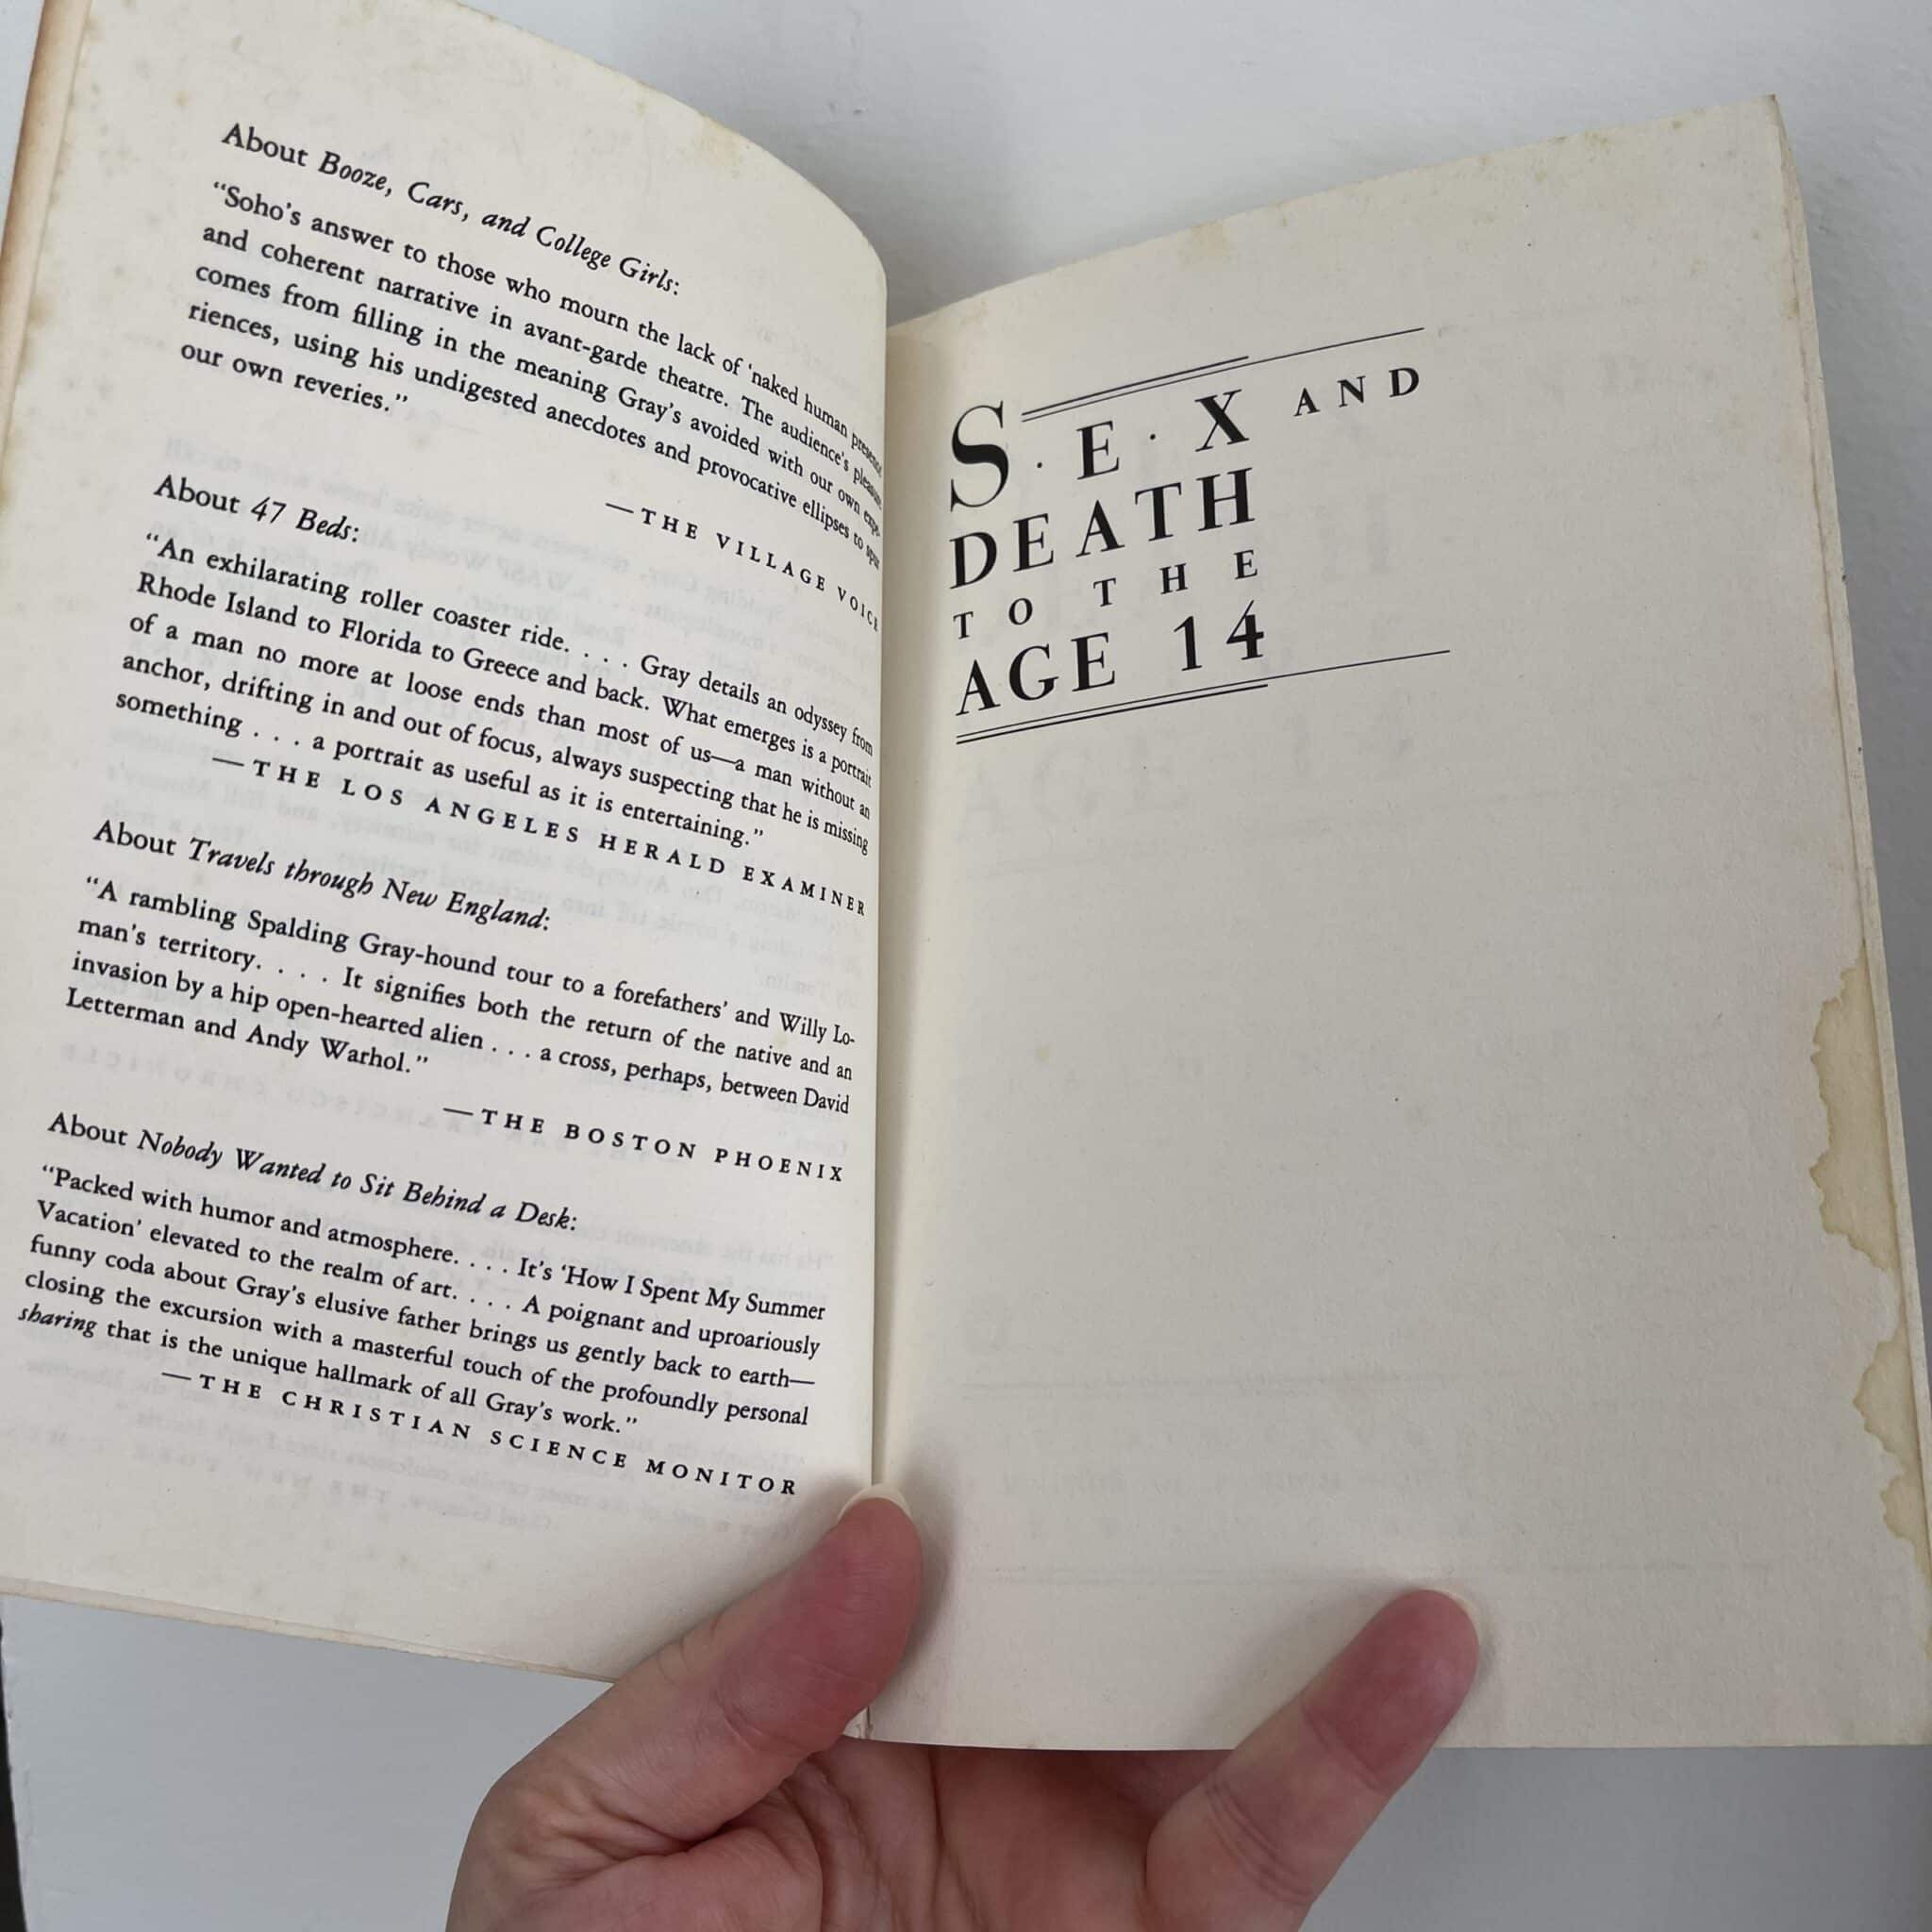 About Booze, Cars, and College Girls:
“Soho’s answer to those who mourn the lack of ‘naked human presence’
and coherent narrative in avant-garde theatre. The audience’s pleasure
comes from filling in the meaning Gray’s avoided with our own expe-
riences, using his undigested anecdotes and provocative ellipses to spur
our own reveries.”
—THE VILLAGE VOICE
About 47 Beds:
“An exhilarating roller coaster ride. . . . Gray details an odyssey from
Rhode Island to Florida to Greece and back. What emerges is a portrait
of a man no more at loose ends than most of us—a man without an
anchor, drifting in and out of focus, always suspecting that he is missing
something . . . a portrait as useful as it is entertaining.”
—THE LOS ANGELES HERALD EXAMINER
About Travels through New England:
“A rambling Spalding Gray-hound tour to a forefathers’ and Willy Lo-
man’s territory. . . . It signifies both the return of the native and an
invasion by a hip open-hearted alien . . . a cross, perhaps, between David
Letterman and Andy Warhol.”
—THE BOSTON PHOENIX
About Nobody Wanted to Sit Behind a Desk:
“Packed with humor and atmosphere. . . . It’s ‘How I Spent My Summer
Vacation’ elevated to the realm of art. . . . A poignant and uproariously
funny coda about Gray’s elusive father brings us gently back to earth—
closing the excursion with a masterful touch of the profoundly personal
sharing that is the unique hallmark of all Gray’s work.”
—THE CHRISTIAN SCIENCE MONITOR
S·E·X AND
DEATH
TO THE
AGE 14